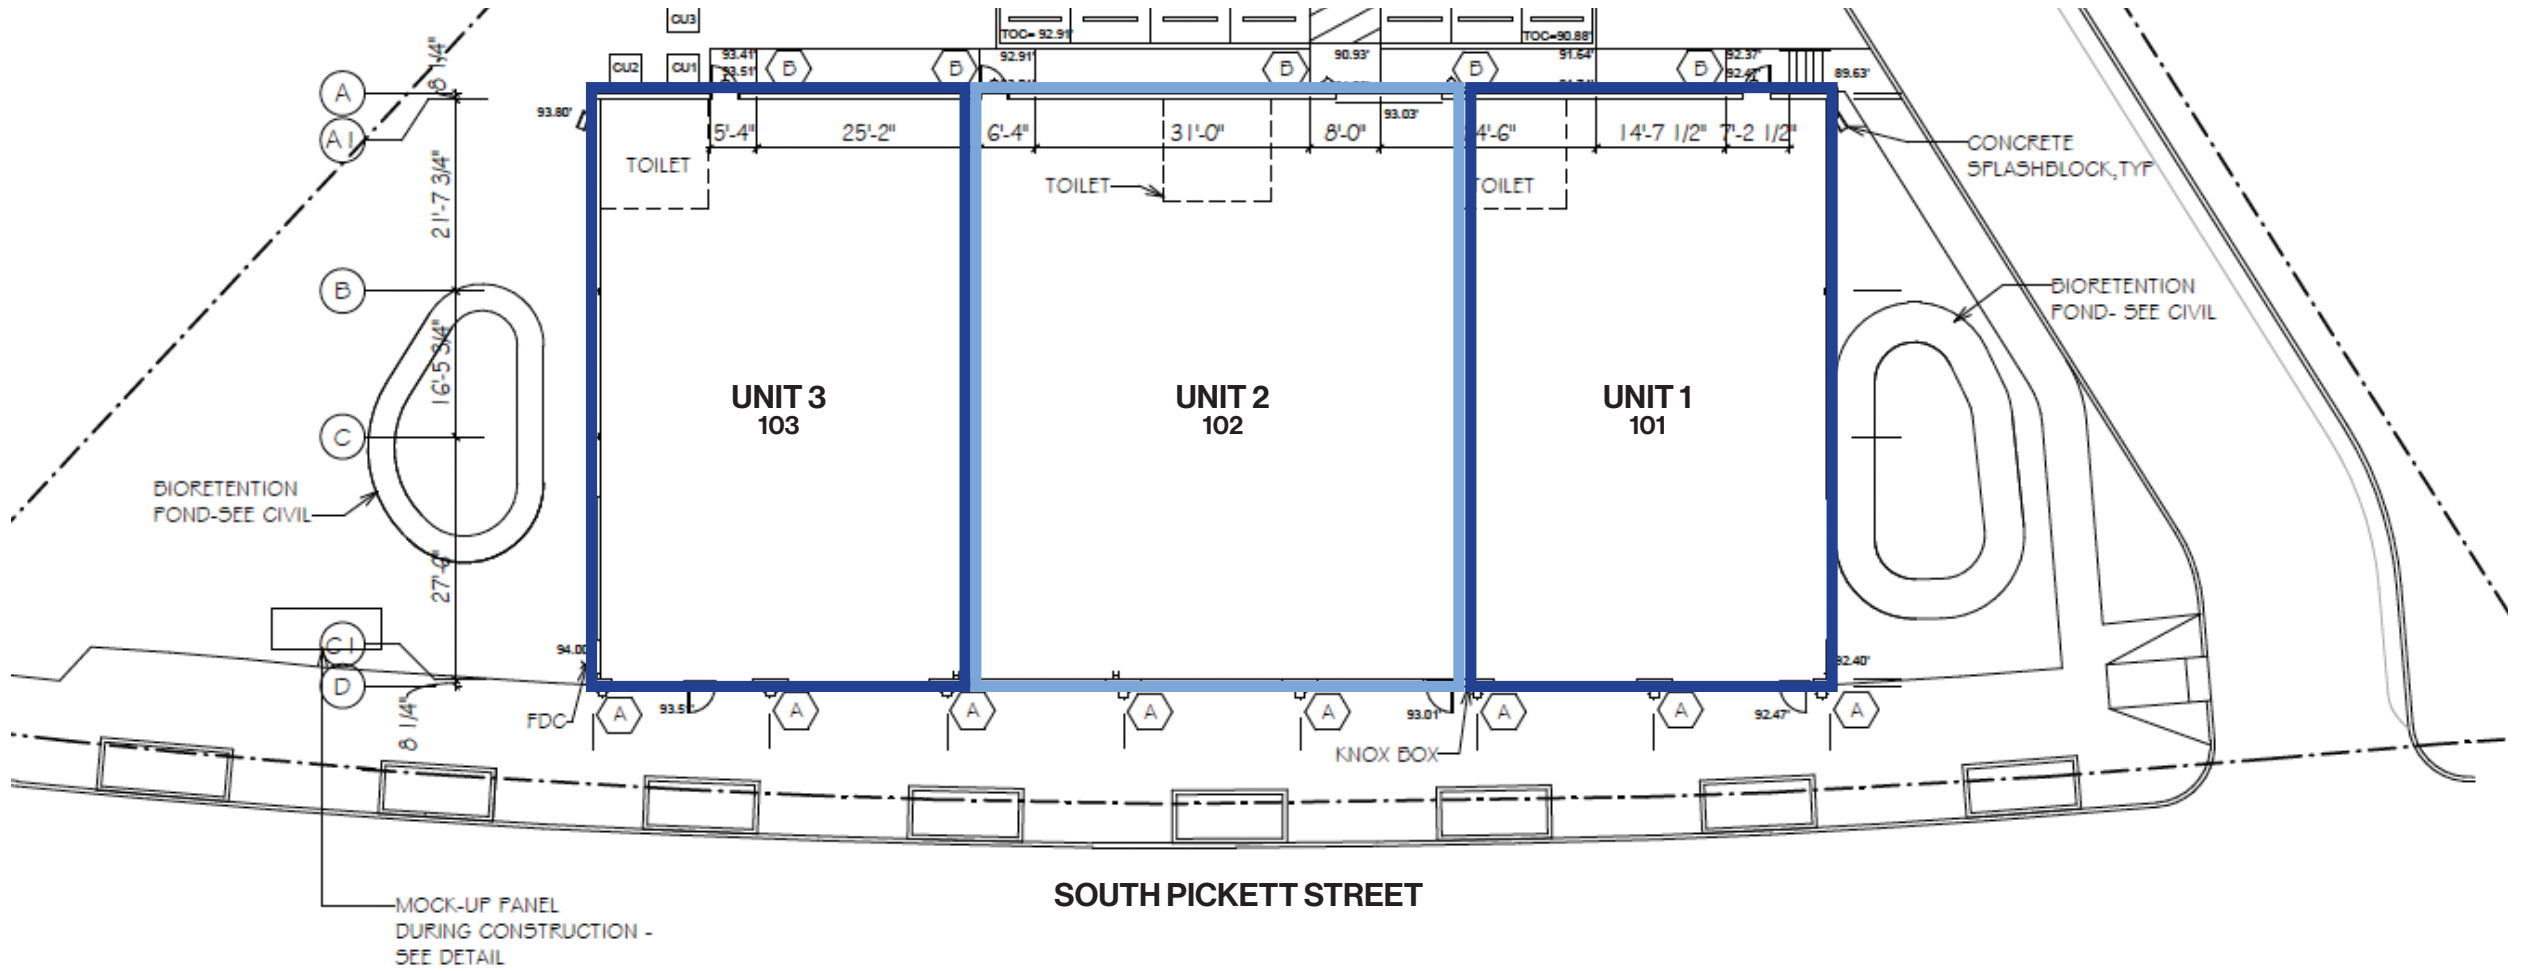 CU3
TOC= 92.91'
TOC=90.88'
8 1/4"
CU2
CU1
93.41'
93.51'
B
B
92.91'
B
90.93'
B
91.64'
B
92.37'
92.47'
89.63'
A
93.80'
93.03'
A1
5'-4"
25'-2"
6'-4"
31'-0"
8'-0"
4'-6"
14'-7 1/2"
7'-2 1/2"
CONCRETE
SPLASHBLOCK,TYP
TOILET
TOILET
TOILET
21'-7 3/4"
B
BIORETENTION
POND- SEE CIVIL
16'-5 3/4"
UNIT 3
103
UNIT 2
102
UNIT 1
101
C
BIORETENTION
POND-SEE CIVIL
C1
94.00
92.40'
D
8 1/4"
FDC
A
93.51'
A
A
A
A
93.01'
A
A
92.47'
A
KNOX BOX
SOUTH PICKETT STREET
MOCK-UP PANEL
DURING CONSTRUCTION -
SEE DETAIL